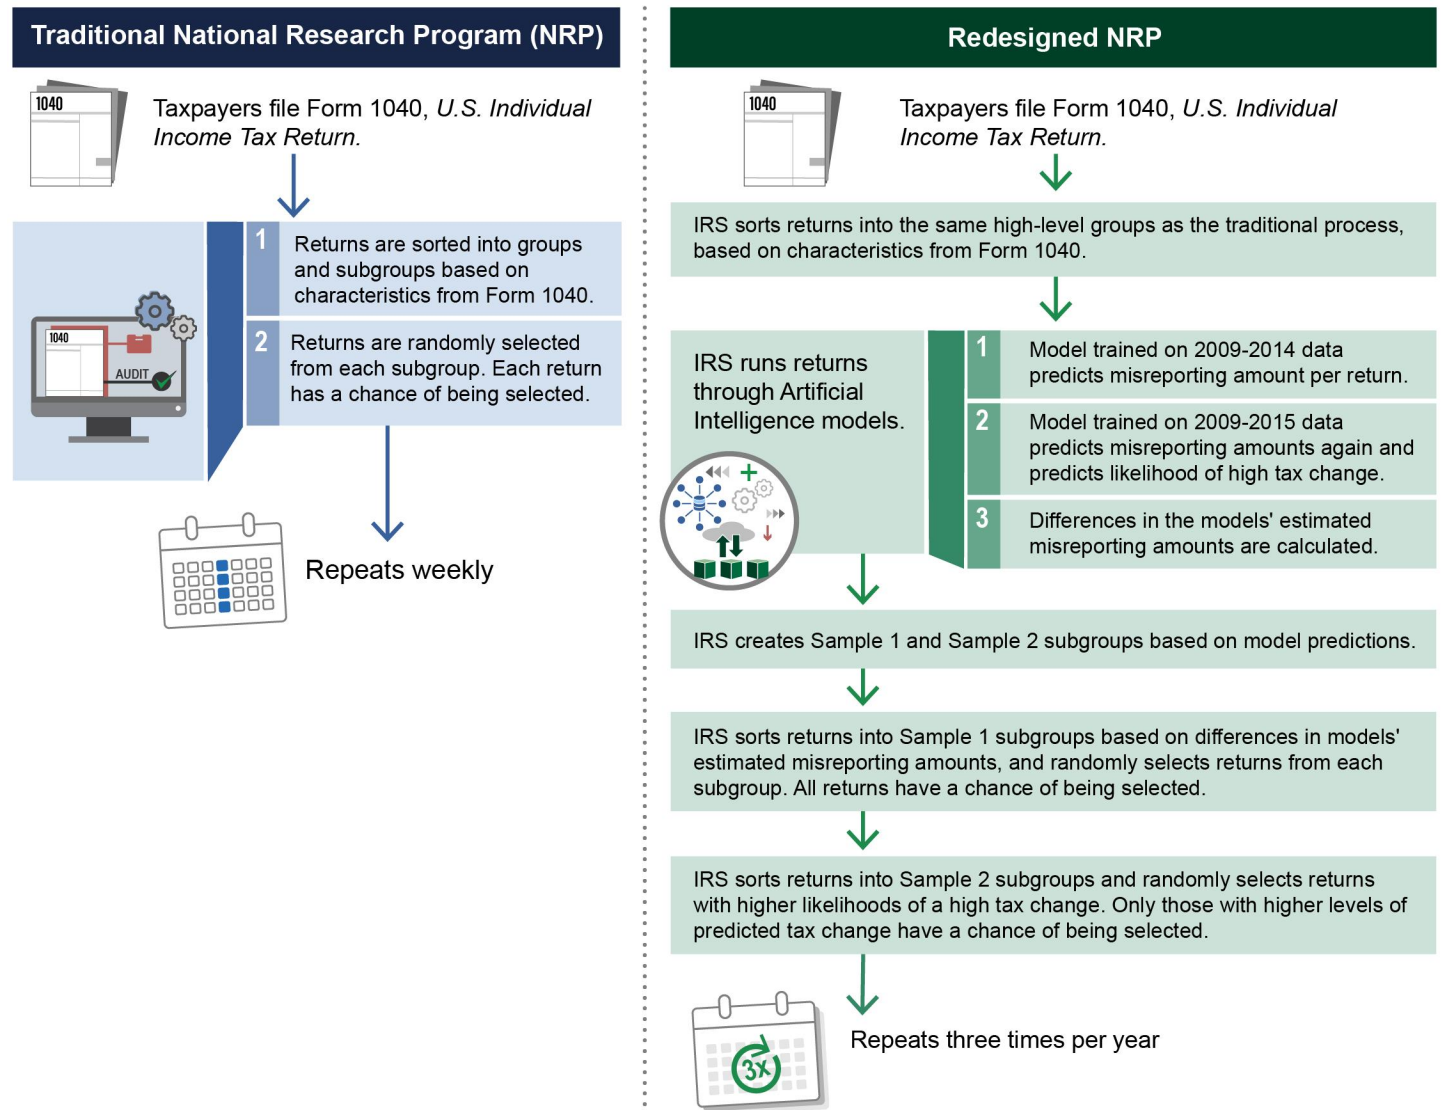 Traditional National Research Program (NRP)
1040
Taxpayers file Form 1040, U.S. Individual
Income Tax Return.
1
Returns are sorted into groups
and subgroups based on
characteristics from Form 1040.
2
Returns are randomly selected
from each subgroup. Each return
has a chance of being selected.
1040
AUDIT
Repeats weekly
Redesigned NRP
1040
Taxpayers file Form 1040, U.S. Individual
Income Tax Return.
IRS sorts returns into the same high-level groups as the traditional process,
based on characteristics from Form 1040.
IRS runs returns
through Artificial
Intelligence models.
1
Model trained on 2009-2014 data
predicts misreporting amount per return.
2
Model trained on 2009-2015 data
predicts misreporting amounts again and
predicts likelihood of high tax change.
3
Differences in the models' estimated
misreporting amounts are calculated.
IRS creates Sample 1 and Sample 2 subgroups based on model predictions.
IRS sorts returns into Sample 1 subgroups based on differences in models'
estimated misreporting amounts, and randomly selects returns from each
subgroup. All returns have a chance of being selected.
IRS sorts returns into Sample 2 subgroups and randomly selects returns
with higher likelihoods of a high tax change. Only those with higher levels of
predicted tax change have a chance of being selected.
3x
Repeats three times per year